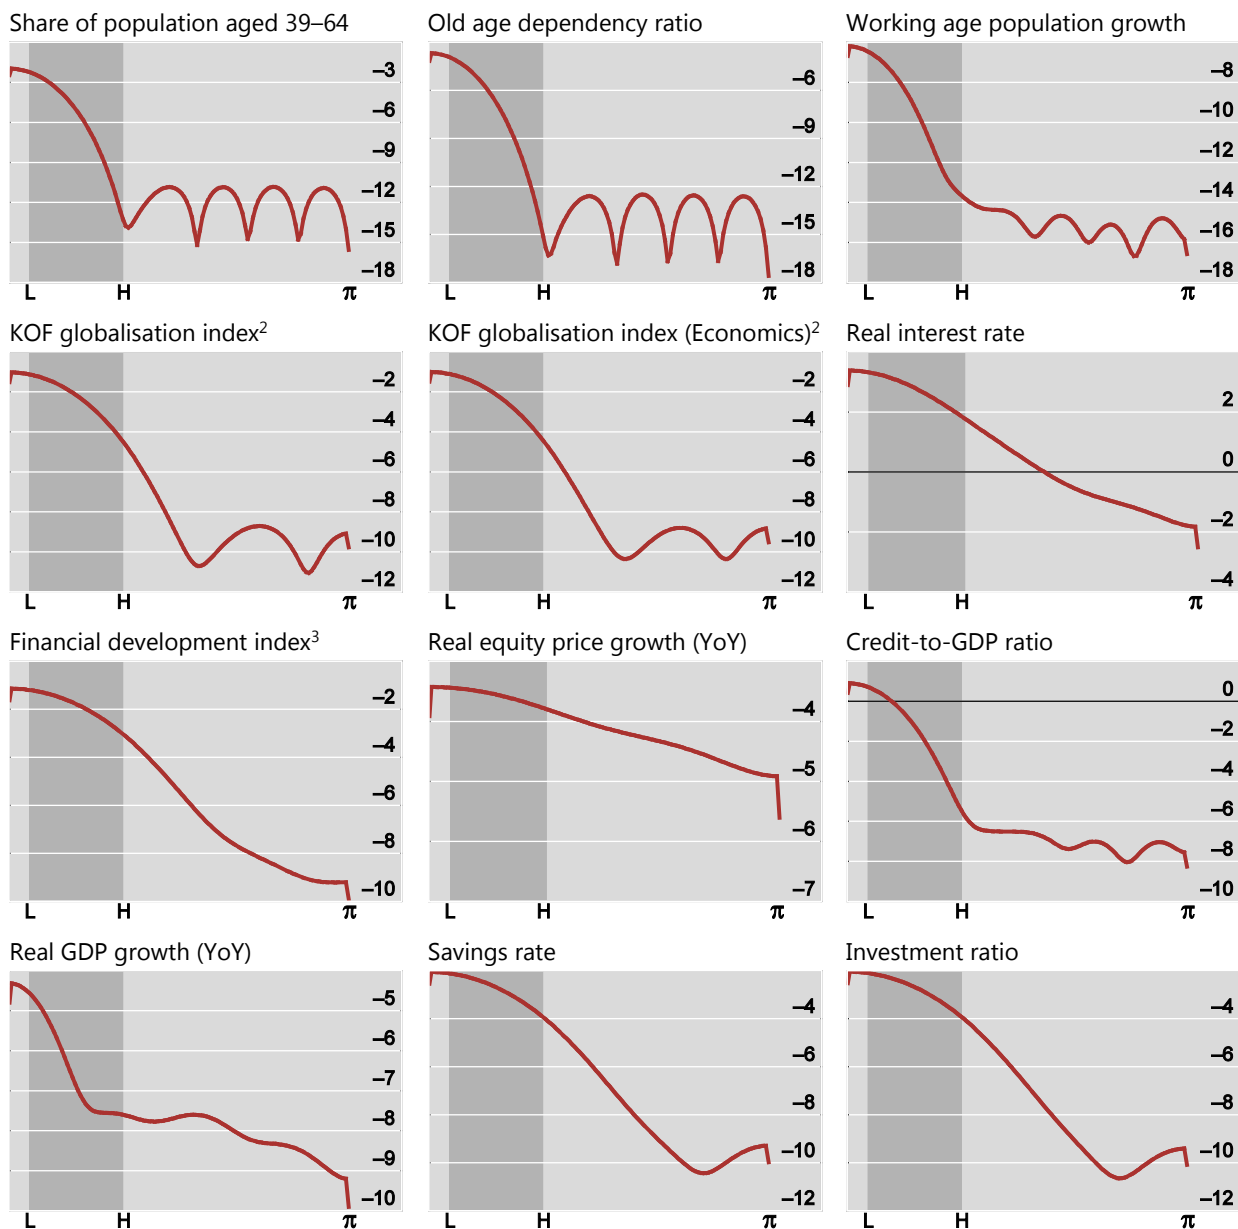 Share of population aged 39–64
Old age dependency ratio
Working age population growth
–3
–6
–9
–12
–15
–18
L H π
–6
–9
–12
–15
–18
L H π
–8
–10
–12
–14
–16
–18
L H π
KOF globalisation index2
KOF globalisation index (Economics)2
Real interest rate
–2
–4
–6
–8
–10
–12
L H π
–2
–4
–6
–8
–10
–12
L H π
2
0
–2
–4
L H π
Financial development index3
Real equity price growth (YoY)
Credit-to-GDP ratio
–2
–4
–6
–8
–10
L H π
–4
–5
–6
–7
L H π
0
–2
–4
–6
–8
–10
L H π
Real GDP growth (YoY)
Savings rate
Investment ratio
–5
–6
–7
–8
–9
–10
L H π
–4
–6
–8
–10
–12
L H π
–4
–6
–8
–10
–12
L H π